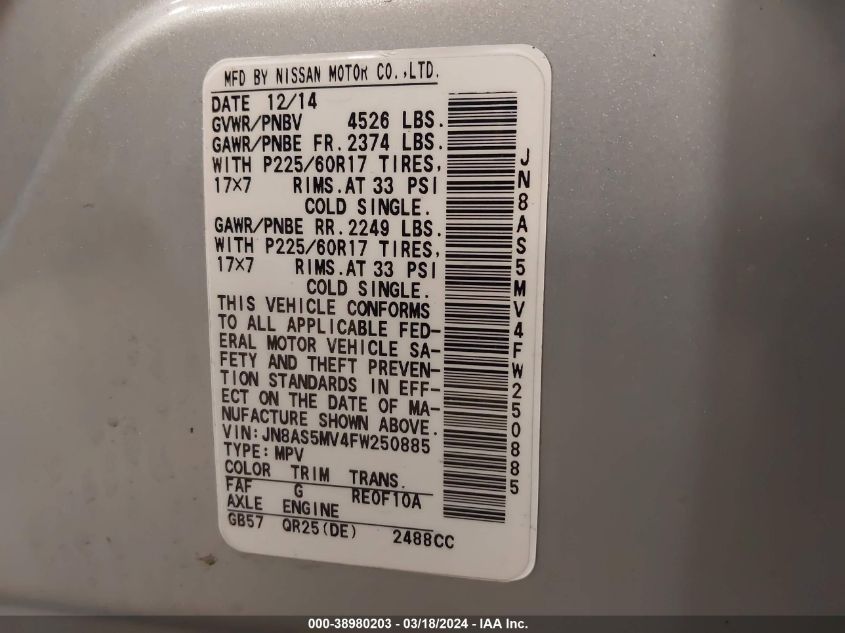 MFD BY NISSAN MOTOR CO.,LTD.
DATE 12/14
GVWR/PNBV 4526 LBS.
GAWR/PNBE FR. 2374 LBS.
WITH P225/60R17 TIRES,
17x7 RIMS.AT 33 PSI
COLD SINGLE.
GAWR/PNBE RR. 2249 LBS.
WITH P225/60R17 TIRES,
17x7 RIMS.AT 33 PSI
COLD SINGLE.
THIS VEHICLE CONFORMS
TO ALL APPLICABLE FED-
ERAL MOTOR VEHICLE SA-
FETY AND THEFT PREVEN-
TION STANDARDS IN EFF-
ECT ON THE DATE OF MA-
NUFACTURE SHOWN ABOVE.
VIN: JN8AS5MV4FW250885
TYPE: MPV
COLOR TRIM TRANS.
FAF G RE0F10A
AXLE ENGINE
GB57 QR25(DE) 2488CC
JN8AS5MV4FW250885
000-38980203 - 03/18/2024 - IAA Inc.